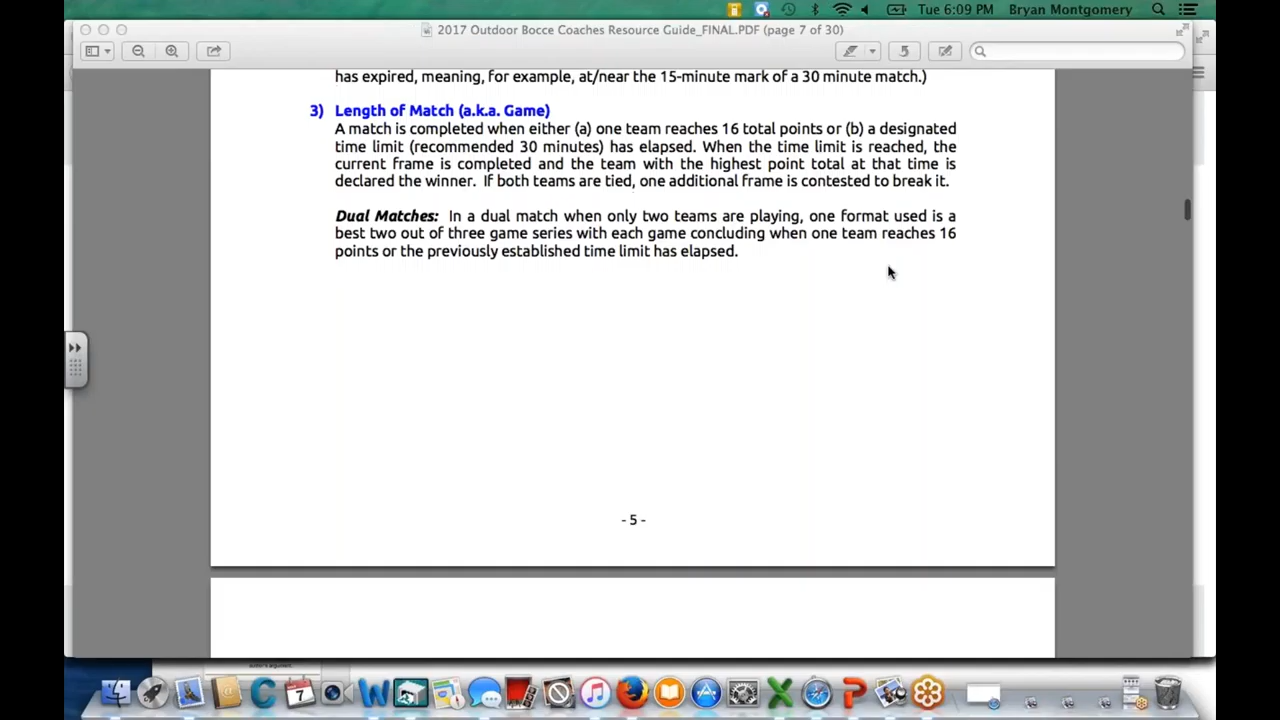 Tue 6:09 PM Bryan Montgomery
2017 Outdoor Bocce Coaches Resource Guide_FINAL.PDF (page 7 of 30)
has expired, meaning, for example, at/near the 15-minute mark of a 30 minute match.)
3) Length of Match (a.k.a. Game)
A match is completed when either (a) one team reaches 16 total points or (b) a designated
time limit (recommended 30 minutes) has elapsed. When the time limit is reached, the
current frame is completed and the team with the highest point total at that time is
declared the winner. If both teams are tied, one additional frame is contested to break it.
Dual Matches: In a dual match when only two teams are playing, one format used is a
best two out of three game series with each game concluding when one team reaches 16
points or the previously established time limit has elapsed.
- 5 -